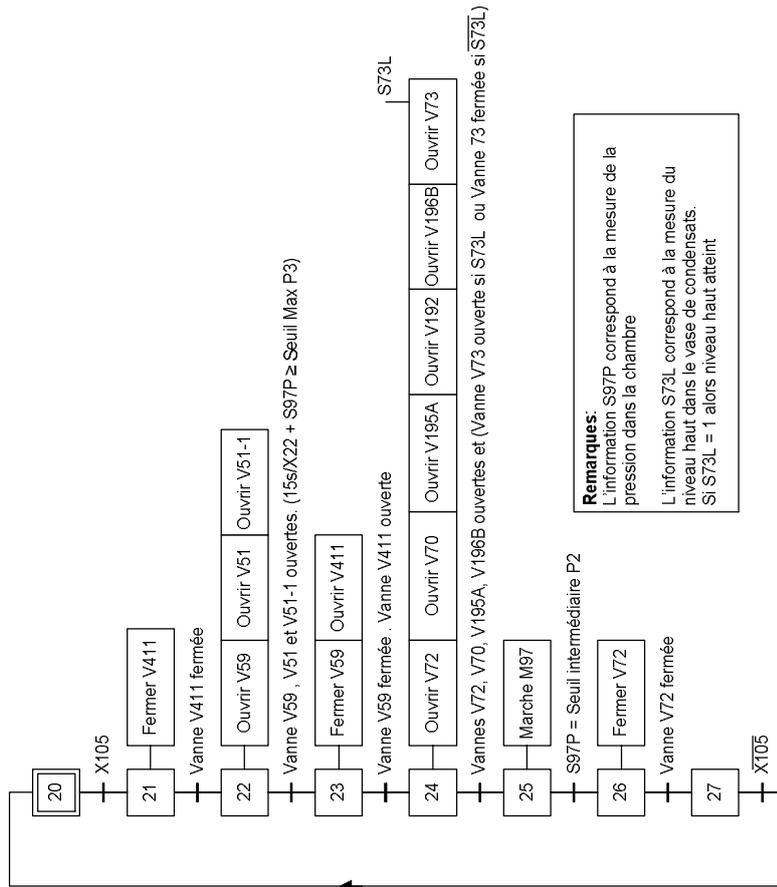 20
X105
21
Fermer V411
Vanne V411 fermée
22
Ouvrir V59
Ouvrir V51
Ouvrir V51-1
Vanne V59 , V51 et V51-1 ouvertes. (15s/X22 + S97P ≥ Seuil Max P3)
23
Fermer V59
Ouvrir V411
Vanne V59 fermée . Vanne V411 ouverte
24
Ouvrir V72
Ouvrir V70
Ouvrir V195A
Ouvrir V192
Ouvrir V196B
Ouvrir V73
S73L
Vannes V72, V70, V195A, V196B ouvertes et (Vanne V73 ouverte si S73L ou Vanne 73 fermée si S̅7̅3̅L̅)
25
Marche M97
S97P = Seuil intermédiaire P2
26
Fermer V72
Vanne V72 fermée
27
X̅1̅0̅5̅
Remarques:
L'information S97P correspond à la mesure de la
pression dans la chambre
L'information S73L correspond à la mesure du
niveau haut dans le vase de condensats.
Si S73L = 1 alors niveau haut atteint